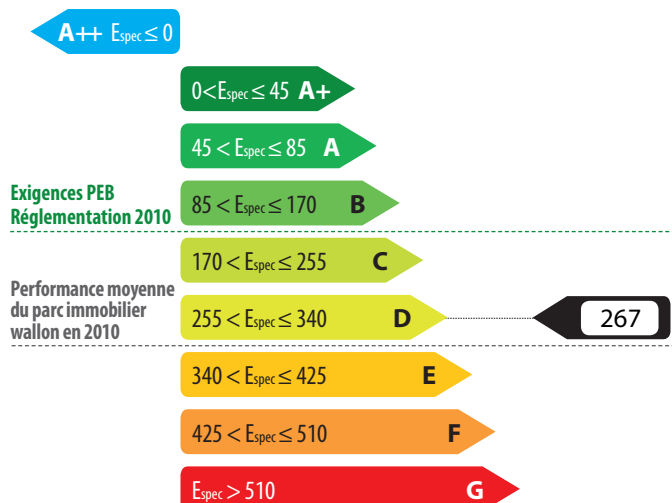 A++ Espec ≤ 0
0<Espec ≤ 45 A+
45 < Espec ≤ 85 A
Exigences PEB
Réglementation 2010
85 < Espec ≤ 170 B
170 < Espec ≤ 255 C
Performance moyenne
du parc immobilier
wallon en 2010
255 < Espec ≤ 340 D
267
340 < Espec ≤ 425 E
425 < Espec ≤ 510 F
Espec > 510 G